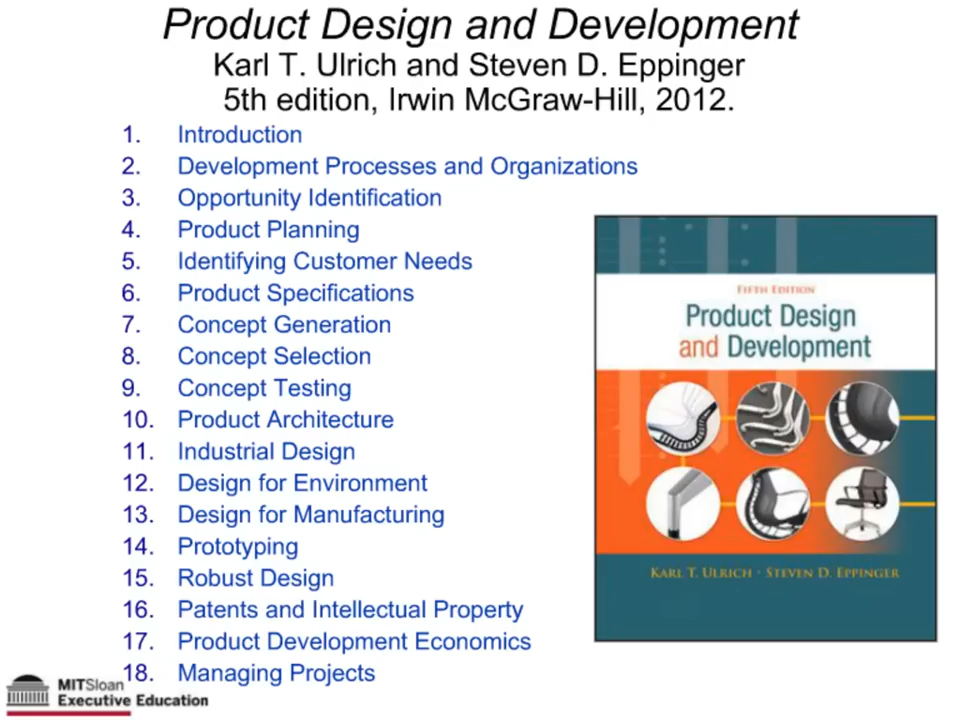 Product Design and Development
Karl T. Ulrich and Steven D. Eppinger
5th edition, Irwin McGraw-Hill, 2012.
1. Introduction
2. Development Processes and Organizations
3. Opportunity Identification
4. Product Planning
5. Identifying Customer Needs
6. Product Specifications
7. Concept Generation
8. Concept Selection
9. Concept Testing
10. Product Architecture
11. Industrial Design
12. Design for Environment
13. Design for Manufacturing
14. Prototyping
15. Robust Design
16. Patents and Intellectual Property
17. Product Development Economics
18. Managing Projects
FIFTH EDITION
Product Design
and Development
KARL T. ULRICH · STEVEN D. EPPINGER
MITSloan
Executive Education